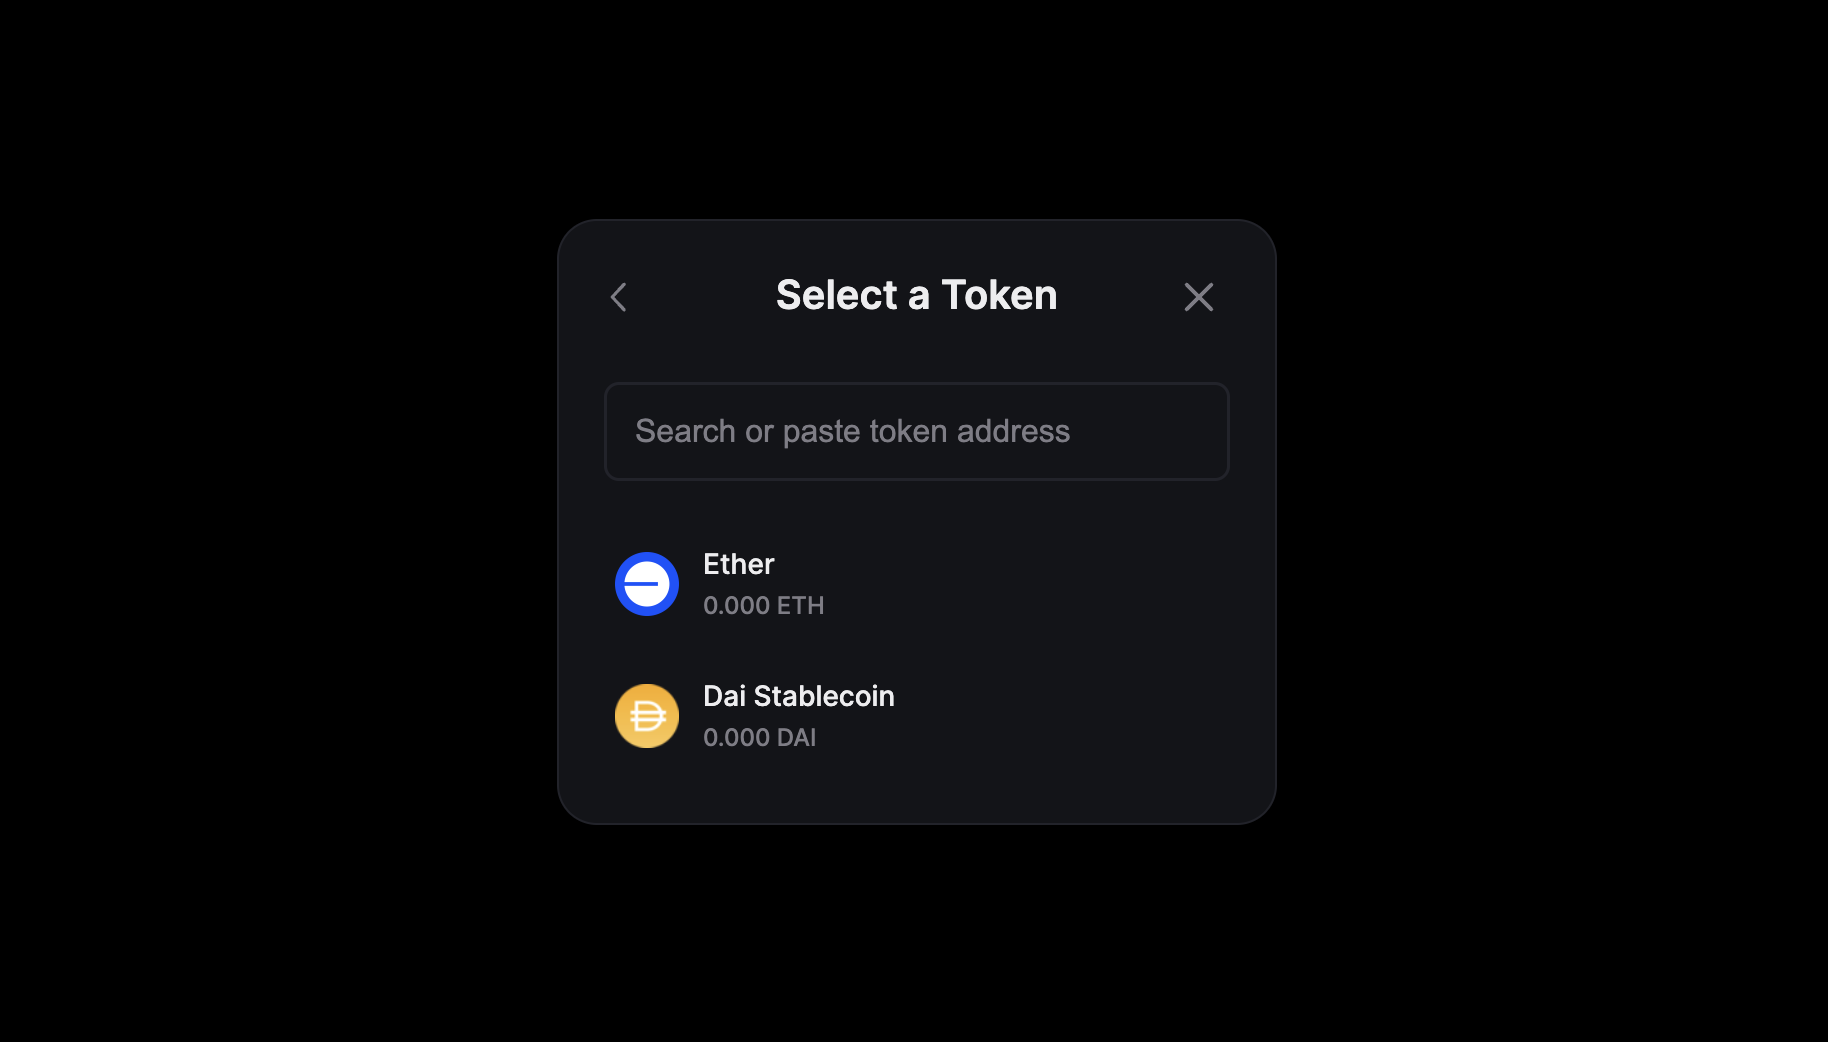 Select a Token
Search or paste token address
Ether
0.000 ETH
Dai Stablecoin
0.000 DAI